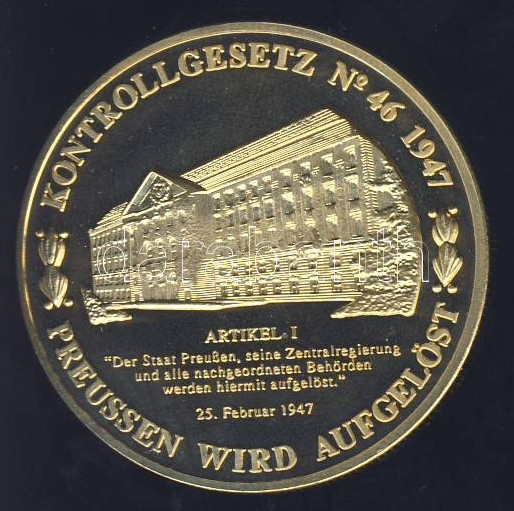 KONTROLLGESETZ Nº 46 1947
ARTIKEL I
"Der Staat Preußen, seine Zentralregierung
und alle nachgeordneten Behörden
werden hiermit aufgelöst."
25. Februar 1947
PREUSSEN WIRD AUFGELÖST
darabanth